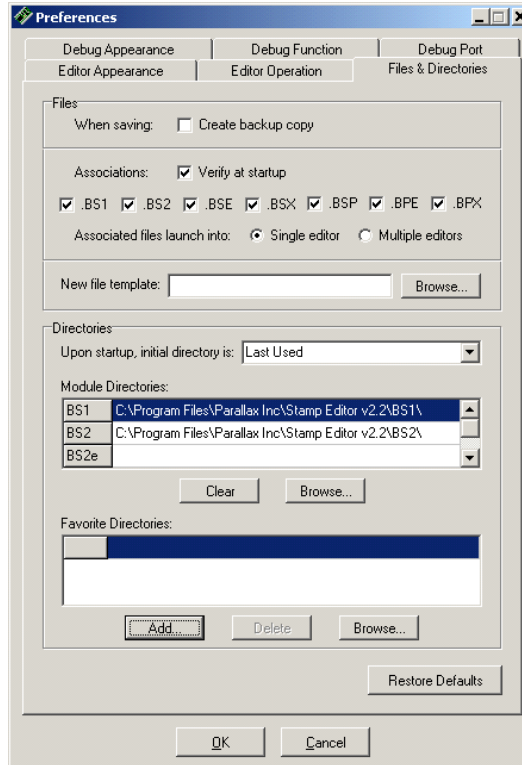 Preferences
Debug Appearance Debug Function Debug Port
Editor Appearance Editor Operation Files & Directories
Files
When saving: Create backup copy
Associations: Verify at startup
.BS1 .BS2 .BSE .BSX .BSP .BPE .BPX
Associated files launch into: Single editor Multiple editors
New file template: Browse...
Directories
Upon startup, initial directory is: Last Used
Module Directories:
BS1 C:\Program Files\Parallax Inc\Stamp Editor v2.2\BS1\
BS2 C:\Program Files\Parallax Inc\Stamp Editor v2.2\BS2\
BS2e
Clear Browse...
Favorite Directories:
Add... Delete Browse...
Restore Defaults
OK Cancel